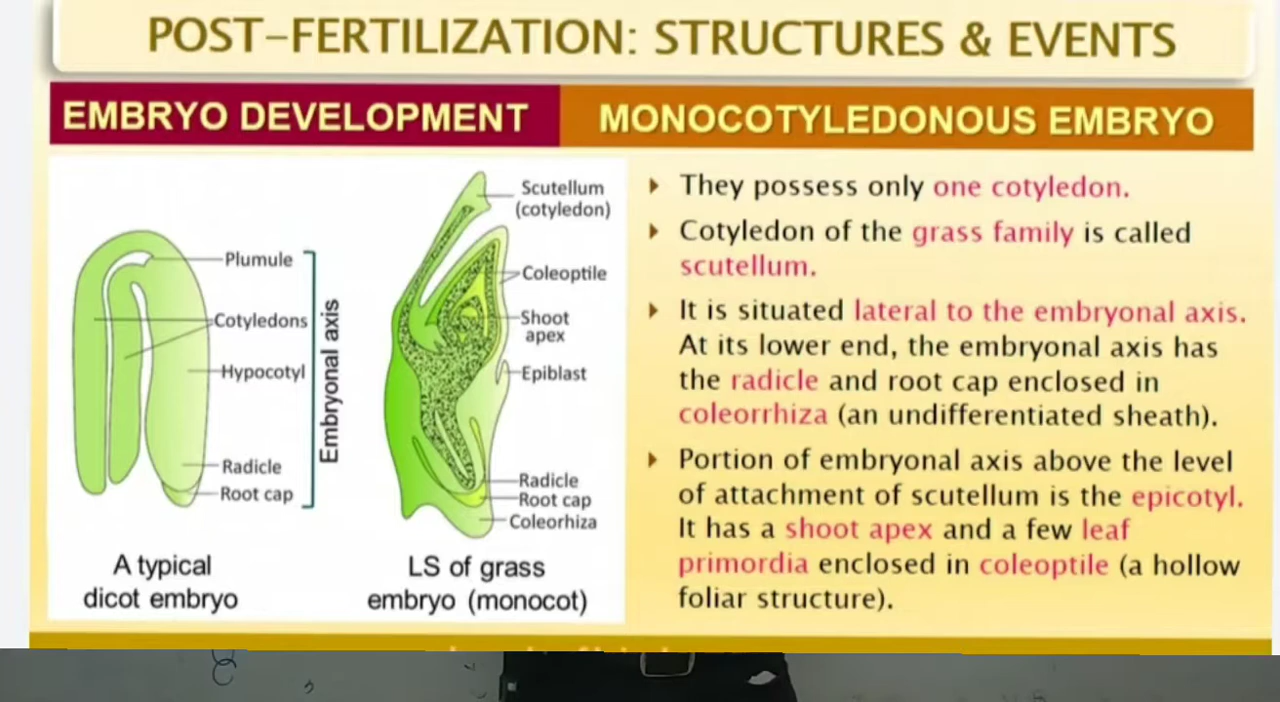 POST-FERTILIZATION: STRUCTURES & EVENTS
EMBRYO DEVELOPMENT
MONOCOTYLEDONOUS EMBRYO
Plumule
Cotyledons
Hypocotyl
Radicle
Root cap
Embryonal axis
A typical
dicot embryo
Scutellum
(cotyledon)
Coleoptile
Shoot
apex
Epiblast
Radicle
Root cap
Coleorhiza
LS of grass
embryo (monocot)
They possess only one cotyledon.
Cotyledon of the grass family is called
scutellum.
It is situated lateral to the embryonal axis.
At its lower end, the embryonal axis has
the radicle and root cap enclosed in
coleorrhiza (an undifferentiated sheath).
Portion of embryonal axis above the level
of attachment of scutellum is the epicotyl.
It has a shoot apex and a few leaf
primordia enclosed in coleoptile (a hollow
foliar structure).